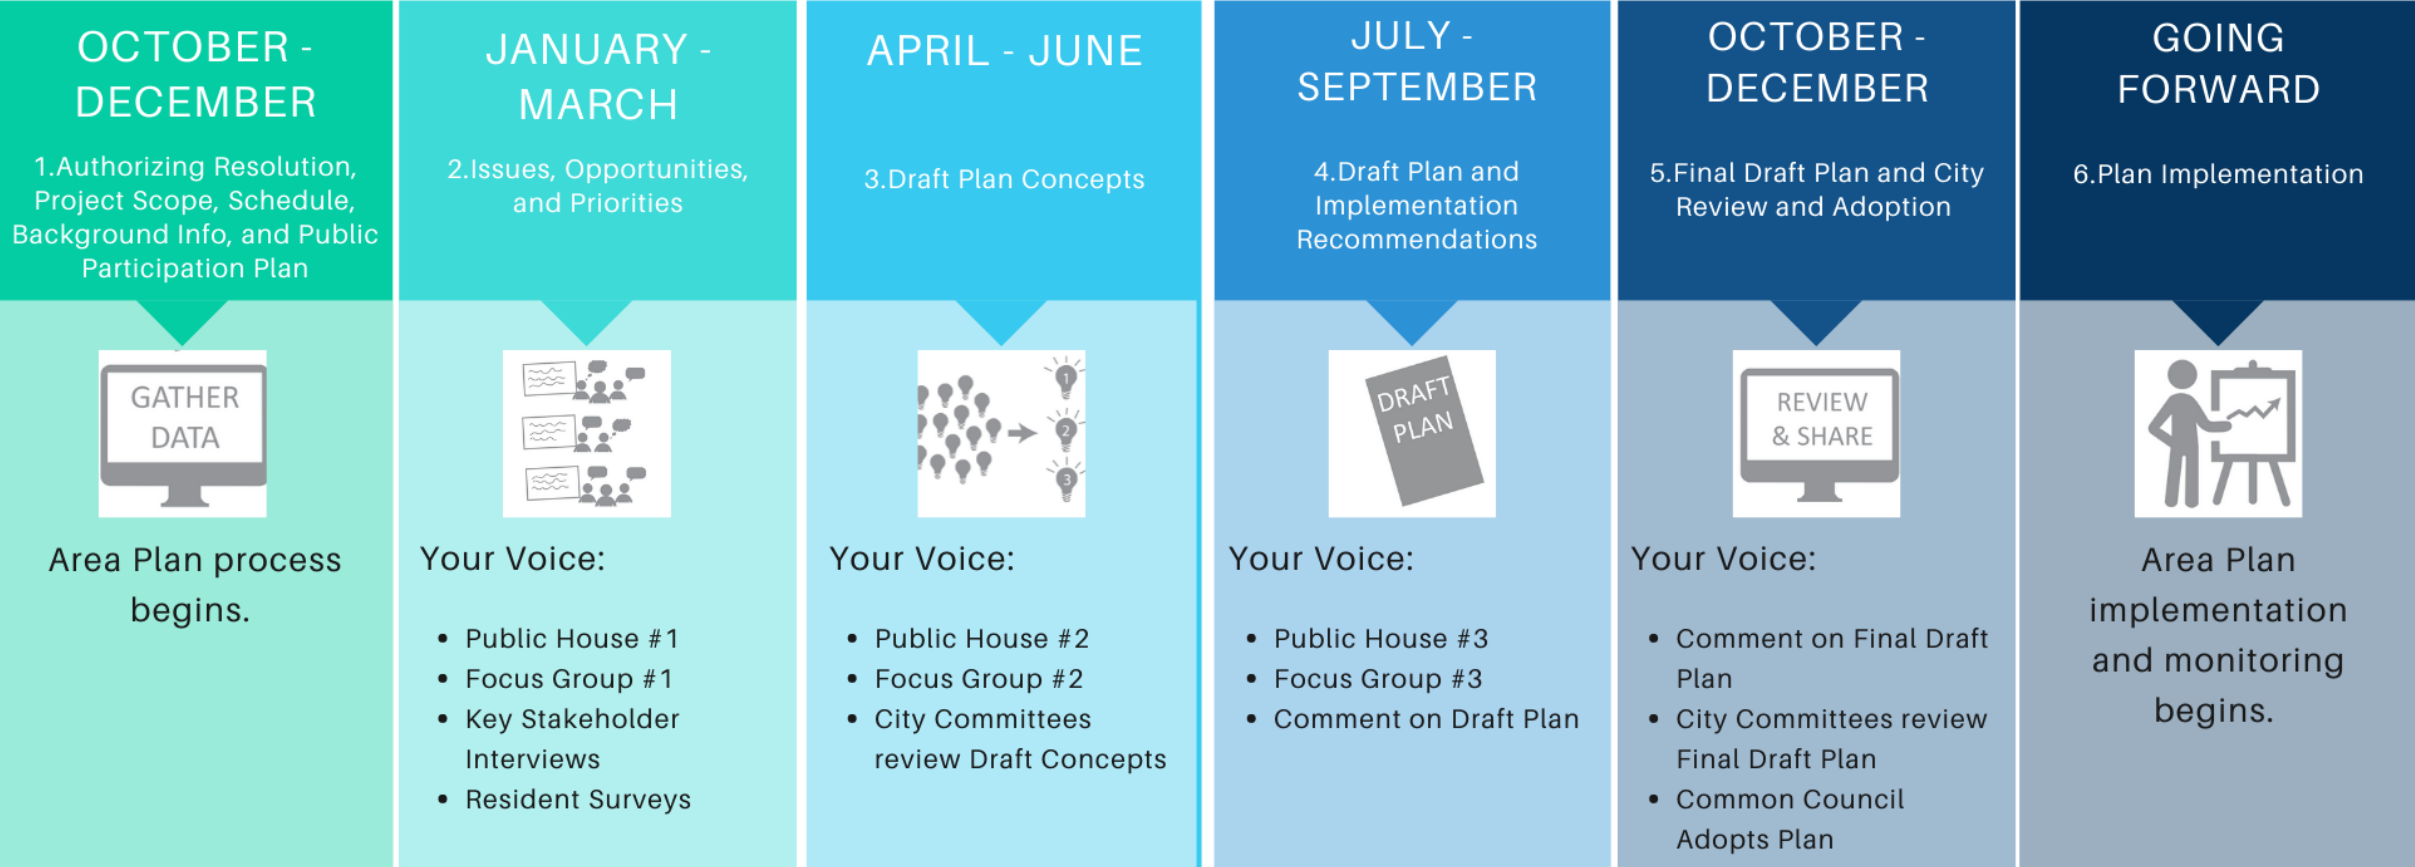 OCTOBER -
DECEMBER
1.Authorizing Resolution,
Project Scope, Schedule,
Background Info, and Public
Participation Plan
GATHER
DATA
Area Plan process
begins.
JANUARY -
MARCH
2.Issues, Opportunities,
and Priorities
Your Voice:
• Public House #1
• Focus Group #1
• Key Stakeholder
Interviews
• Resident Surveys
APRIL - JUNE
3.Draft Plan Concepts
1
2
3
Your Voice:
• Public House #2
• Focus Group #2
• City Committees
review Draft Concepts
JULY -
SEPTEMBER
4.Draft Plan and
Implementation
Recommendations
DRAFT
PLAN
Your Voice:
• Public House #3
• Focus Group #3
• Comment on Draft Plan
OCTOBER -
DECEMBER
5.Final Draft Plan and City
Review and Adoption
REVIEW
& SHARE
Your Voice:
• Comment on Final Draft
Plan
• City Committees review
Final Draft Plan
• Common Council
Adopts Plan
GOING
FORWARD
6.Plan Implementation
Area Plan
implementation
and monitoring
begins.